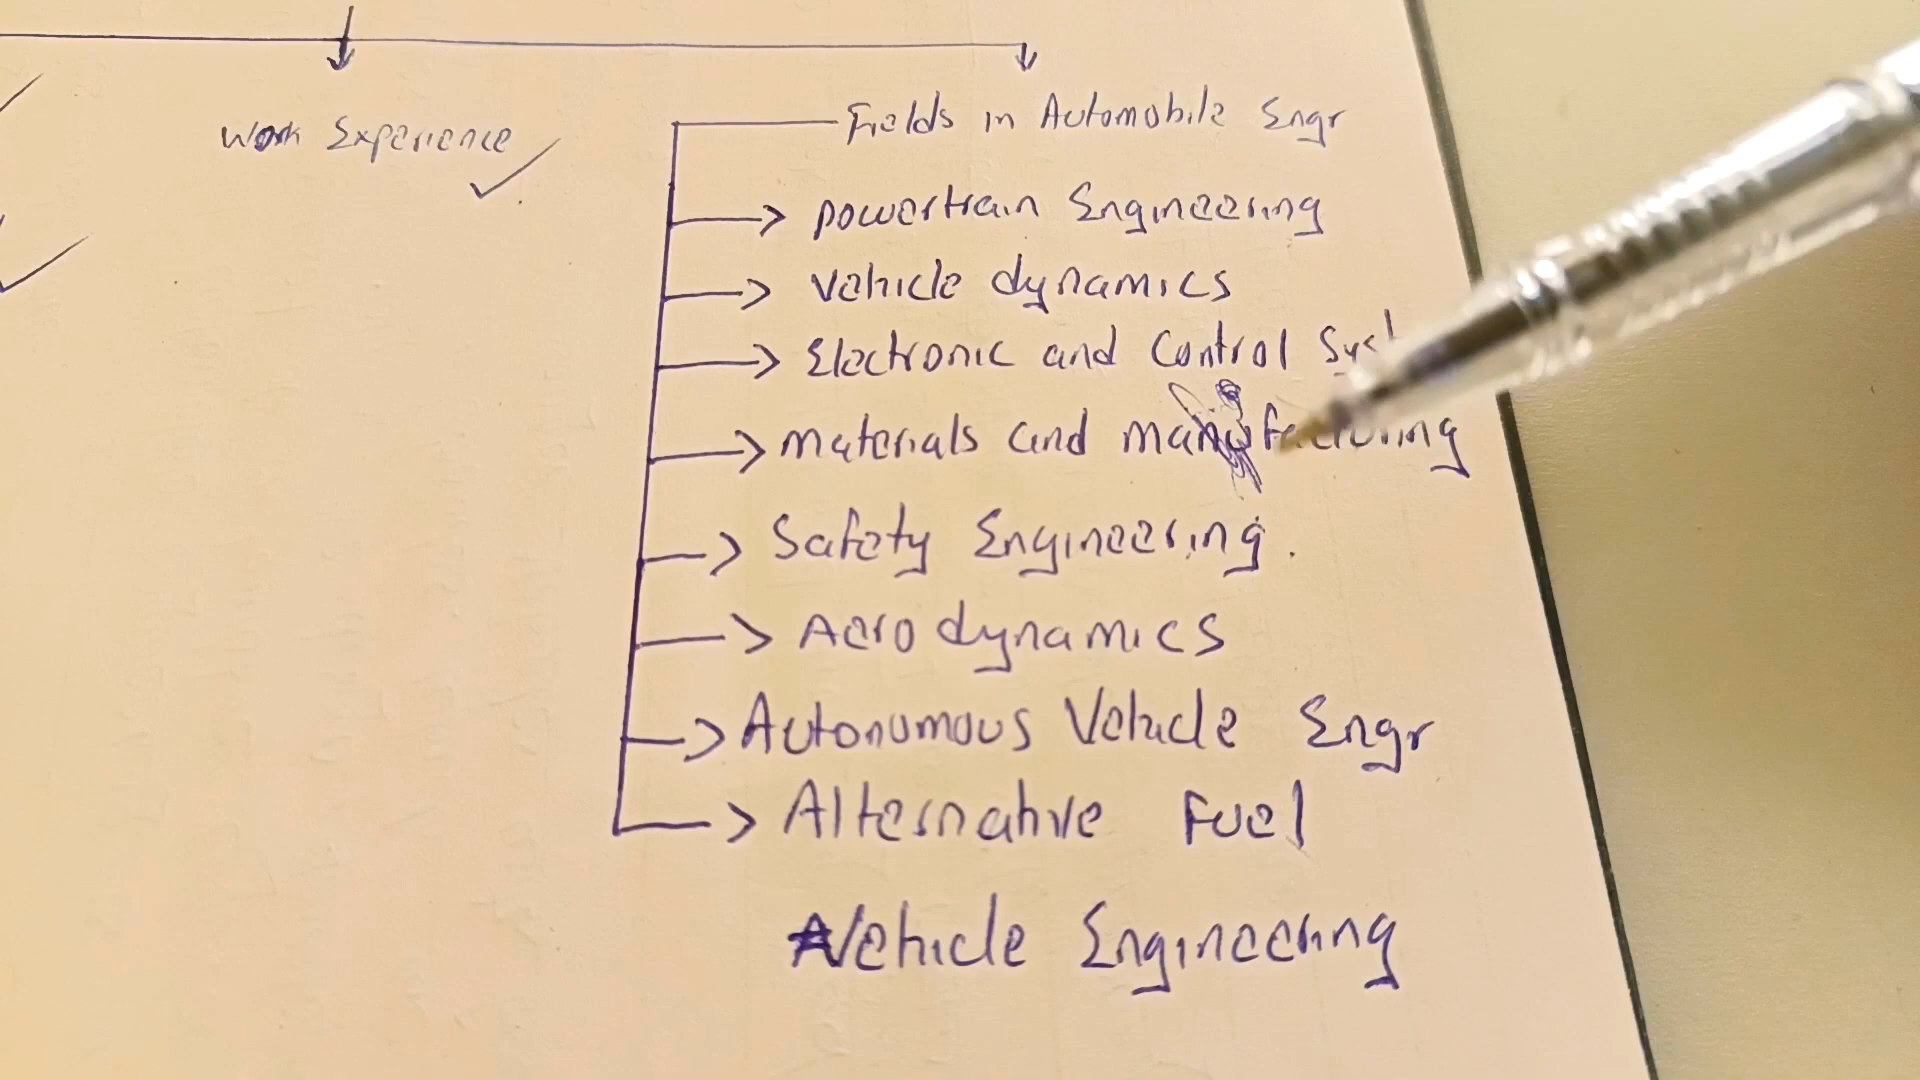 Work Experience
Fields in Automobile Engr
powertrain Engineering
Vehicle dynamics
Electronic and Control
materials and manufacturing
Safety Engineering.
Aerodynamics
Autonomous Vehicle Engr
Alternative Fuel
Vehicle Engineering